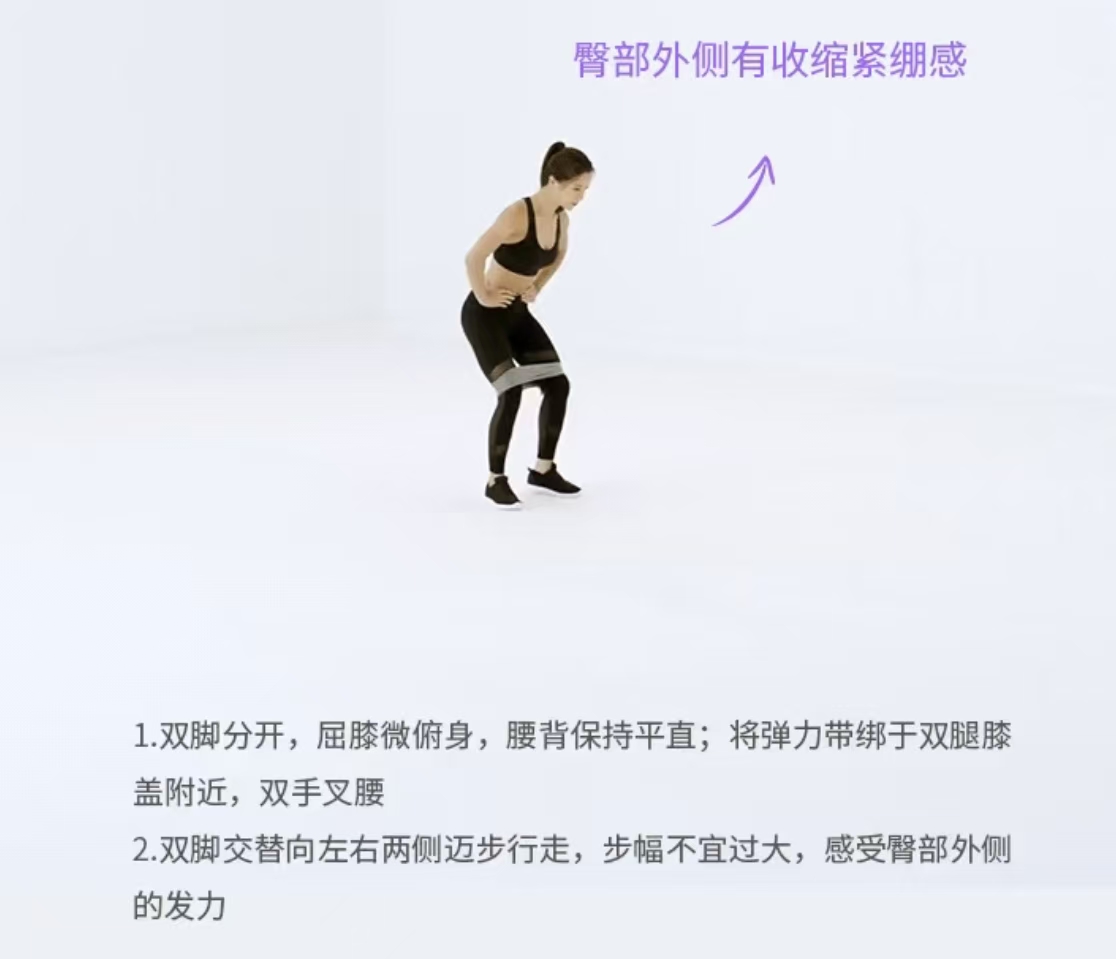 臀部外侧有收缩紧绷感
1.双脚分开，屈膝微俯身，腰背保持平直；将弹力带绑于双腿膝
盖附近，双手叉腰
2.双脚交替向左右两侧迈步行走，步幅不宜过大，感受臀部外侧
的发力